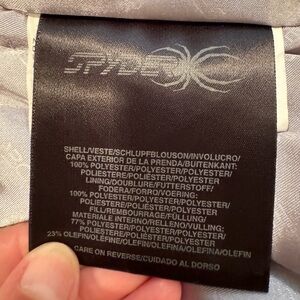 SPYDER
SHELL/VESTE/SCHLUPFBLOUSON/INVOLUCRO/
CAPA EXTERIOR DE LA PRENDA/BUITENKANT:
100% POLYESTER/POLYESTER/POLYESTER/
POLIESTERE/POLIÉSTER/POLYESTER
LINING/DOUBLURE/FUTTERSTOFF/
FODERA/FORRO/VOERING:
100% POLYESTER/POLYESTER/POLYESTER/
POLIESTERE/POLIÉSTER/POLYESTER
FILL/REMBOURRAGE/FÜLLUNG/
MATERIALE INTERNO/RELLENO/VULLING:
77% POLYESTER/POLYESTER/POLYESTER/
POLIESTERE/POLIÉSTER/POLYESTER
23% OLEFIN/OLÉFINE/OLEFIN/OLEFINA/OLEFINA/OLEFIN
CARE ON REVERSE/CUIDADO AL DORSO